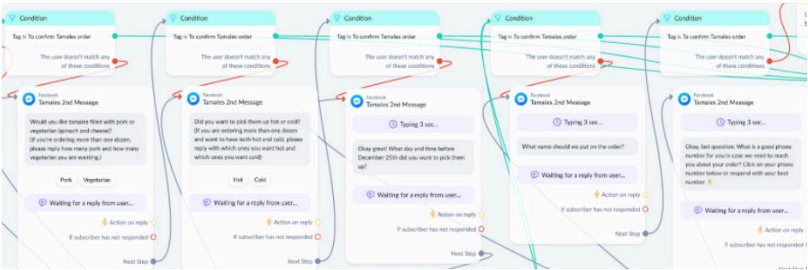 Condition
Tag is To confirm Tamales order
The user doesn't match any
of these conditions
Facebook
Tamales 2nd Message
Would you like tamales filled with pork or
vegetarian (spinach and cheese)?
(If you're ordering more than one dozen,
please reply how many pork and how many
vegetarian you are wanting.)
Pork
Vegetarian
Waiting for a reply from user...
Action on reply
If subscriber has not responded
Next Step
Condition
Tag is To confirm Tamales order
The user doesn't match any
of these conditions
Facebook
Tamales 2nd Message
Did you want to pick them up hot or cold?
(If you are ordering more than one dozen
and want to have both hot and cold, please
reply with which ones you want hot and
which ones you want cold)
Hot
Cold
Waiting for a reply from user...
Action on reply
If subscriber has not responded
Next Step
Condition
Tag is To confirm Tamales order
The user doesn't match any
of these conditions
Facebook
Tamales 2nd Message
Typing 3 sec...
Okay great! What day and time before
December 25th did you want to pick them
up?
Waiting for a reply from user...
Action on reply
If subscriber has not responded
Next Step
Condition
Tag is To confirm Tamales order
The user doesn't match any
of these conditions
Facebook
Tamales 2nd Message
Typing 3 sec...
What name should we put on the order?
Waiting for a reply from user...
Action on reply
If subscriber has not responded
Next Step
Condition
Tag is To confirm Tamales order
The user doesn't match any
of these conditions
Facebook
Tamales 2nd Message
Typing 3 sec...
Okay, last question: What is a good phone
number for you in case we need to reach
you about your order? Click on your phone
number below or respond with your best
number 👇
Waiting for a reply from user...
Action on reply
If subscriber has not responded